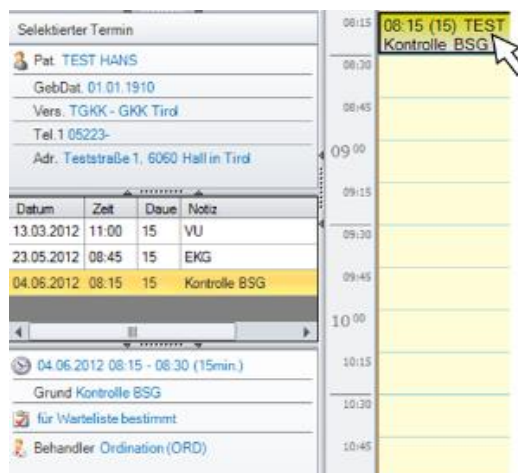 Selektierter Termin
Pat. TEST HANS
GebDat. 01.01.1910
Vers. TGKK - GKK Tirol
Tel.1 05223-
Adr. Teststraße 1, 6060 Hall in Tirol
Datum Zeit Daue Notiz
13.03.2012 11:00 15 VU
23.05.2012 08:45 15 EKG
04.06.2012 08:15 15 Kontrolle BSG
04.06.2012 08:15 - 08:30 (15min.)
Grund Kontrolle BSG
für Warteliste bestimmt
Behandler Ordination (ORD)
08:15
08:30
08:45
09 00
09:15
09:30
09:45
10 00
10:15
10:30
10:45
08:15 (15) TEST
Kontrolle BSG